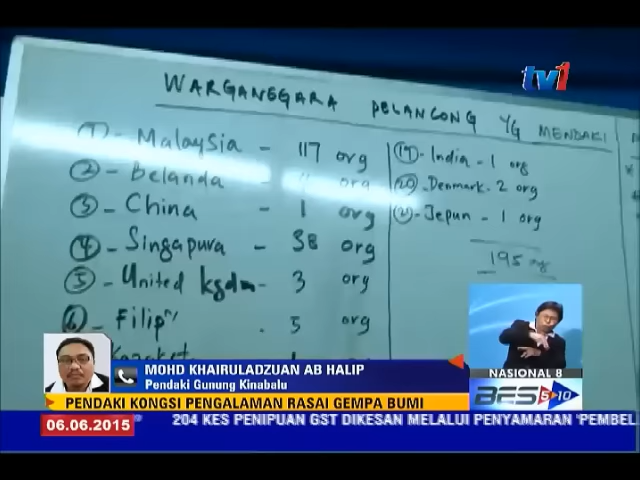 tv1
WARGANEGARA PELANCONG YG MENDAKI
① - Malaysia - 117 org
② - Belanda - org
③ - China - 1 org
④ - Singapura - 38 org
⑤ - United kgdm - 3 org
⑥ - Filip - 5 org
⑲ - India - 1 org
⑳ - Denmark - 2 org
㉑ - Jepun - 1 org
195 org
NASIONAL 8
BES 5 10
MOHD KHAIRULADZUAN AB HALIP
Pendaki Gunung Kinabalu
PENDAKI KONGSI PENGALAMAN RASAI GEMPA BUMI
06.06.2015
204 KES PENIPUAN GST DIKESAN MELALUI PENYAMARAN 'PEMBEL